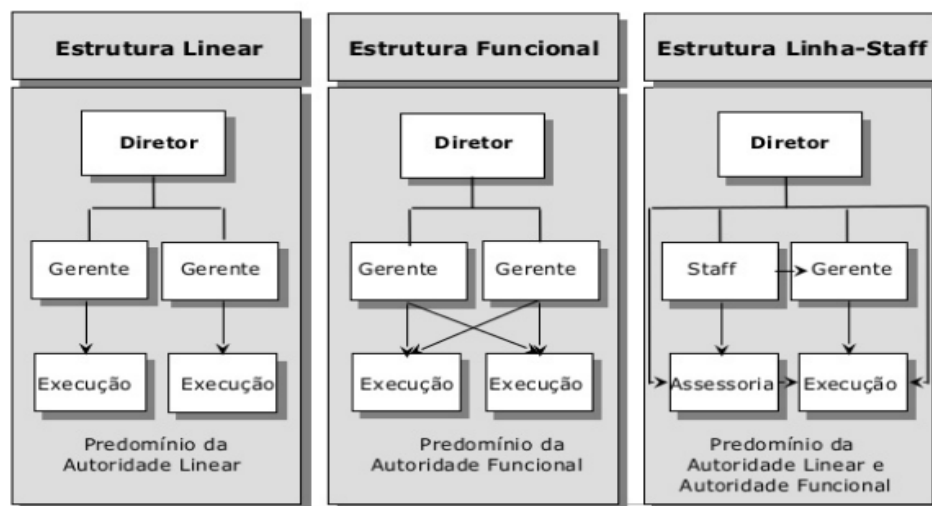 Estrutura Linear
Diretor
Gerente
Gerente
Execução
Execução
Predomínio da
Autoridade Linear
Estrutura Funcional
Diretor
Gerente
Gerente
Execução
Execução
Predomínio da
Autoridade Funcional
Estrutura Linha-Staff
Diretor
Staff
Gerente
Assessoria
Execução
Predomínio da
Autoridade Linear e
Autoridade Funcional